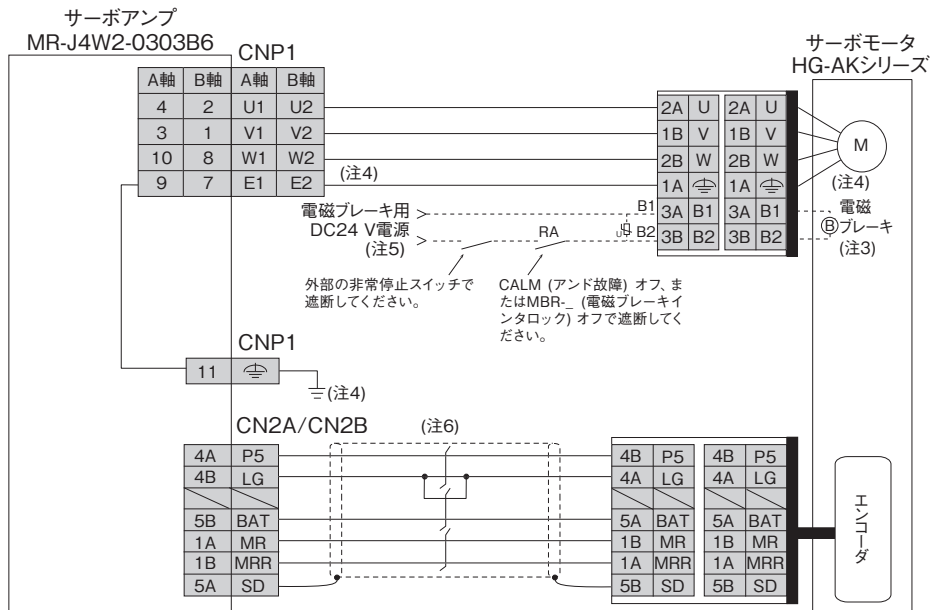 サーボアンプ
MR-J4W2-0303B6
CNP1
サーボモータ
HG-AKシリーズ
A軸 B軸 A軸 B軸
4 2 U1 U2
3 1 V1 V2
10 8 W1 W2
9 7 E1 E2
(注4)
2A U 2A U
1B V 1B V
2B W 2B W
1A 1A
3A B1 3A B1
3B B2 3B B2
M
(注4)
電磁
Bブレーキ
(注3)
電磁ブレーキ用
DC24 V電源
(注5)
B1
RA
U
B2
外部の非常停止スイッチで
遮断してください。
CALM (アンド故障) オフ、ま
たはMBR-_ (電磁ブレーキイ
ンタロック) オフで遮断してく
ださい。
CNP1
11
(注4)
CN2A/CN2B
(注6)
4A P5
4B LG
5B BAT
1A MR
1B MRR
5A SD
4B P5 4B P5
4A LG 4A LG
5A BAT 5A BAT
1B MR 1B MR
1A MRR 1A MRR
5B SD 5B SD
エンコーダ